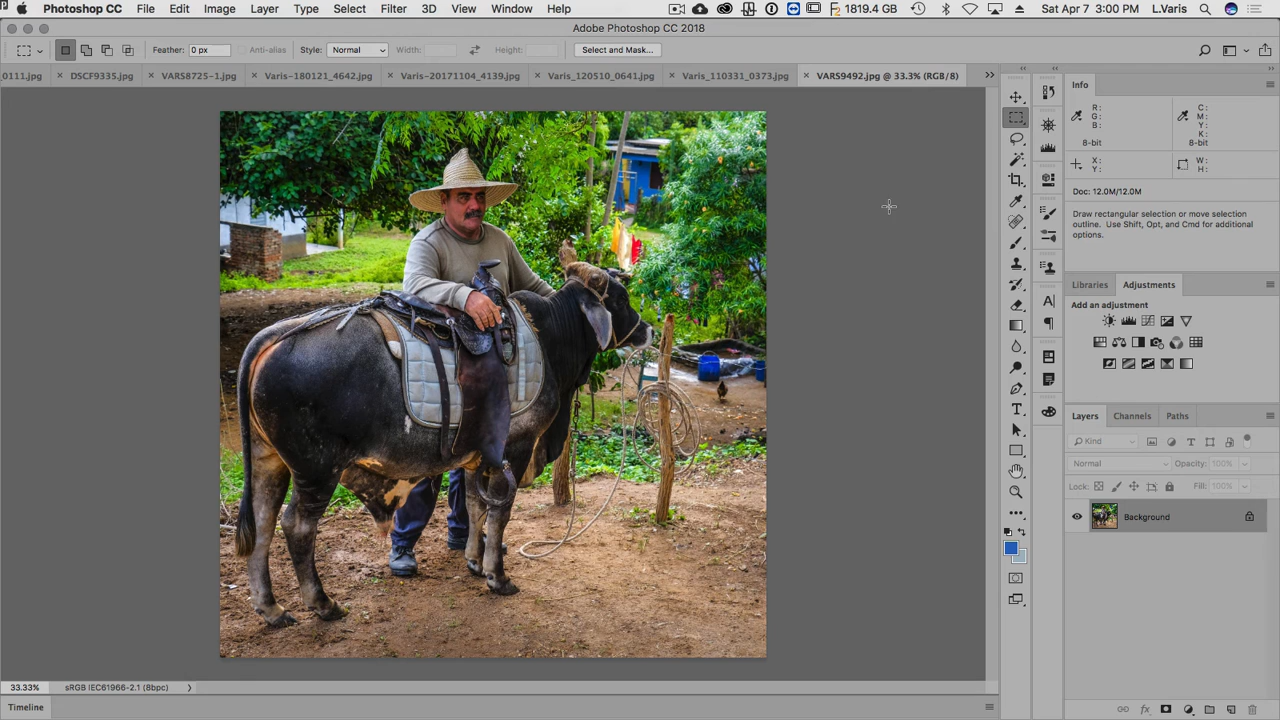 Photoshop CC File Edit Image Layer Type Select Filter 3D View Window Help 1819.4 GB Sat Apr 7 3:00 PM L.Varis
Adobe Photoshop CC 2018
Feather: 0 px Anti-alias Style: Normal Width: Height: Select and Mask...
_0111.jpg × DSCF9335.jpg × VARS8725-1.jpg × Varis-180121_4642.jpg × Varis-20171104_4139.jpg × Varis_120510_0641.jpg × Varis_110331_0373.jpg × VARS9492.jpg @ 33.3% (RGB/8) »
Info
R: C:
G: M:
B: Y:
K:
8-bit 8-bit
X: W:
Y: H:
Doc: 12.0M/12.0M
Draw rectangular selection or move selection
outline. Use Shift, Opt, and Cmd for additional
options.
Libraries Adjustments
Add an adjustment
Layers Channels Paths
Kind
Normal Opacity: 100%
Lock: Fill: 100%
Background
33.33% sRGB IEC61966-2.1 (8bpc)
Timeline